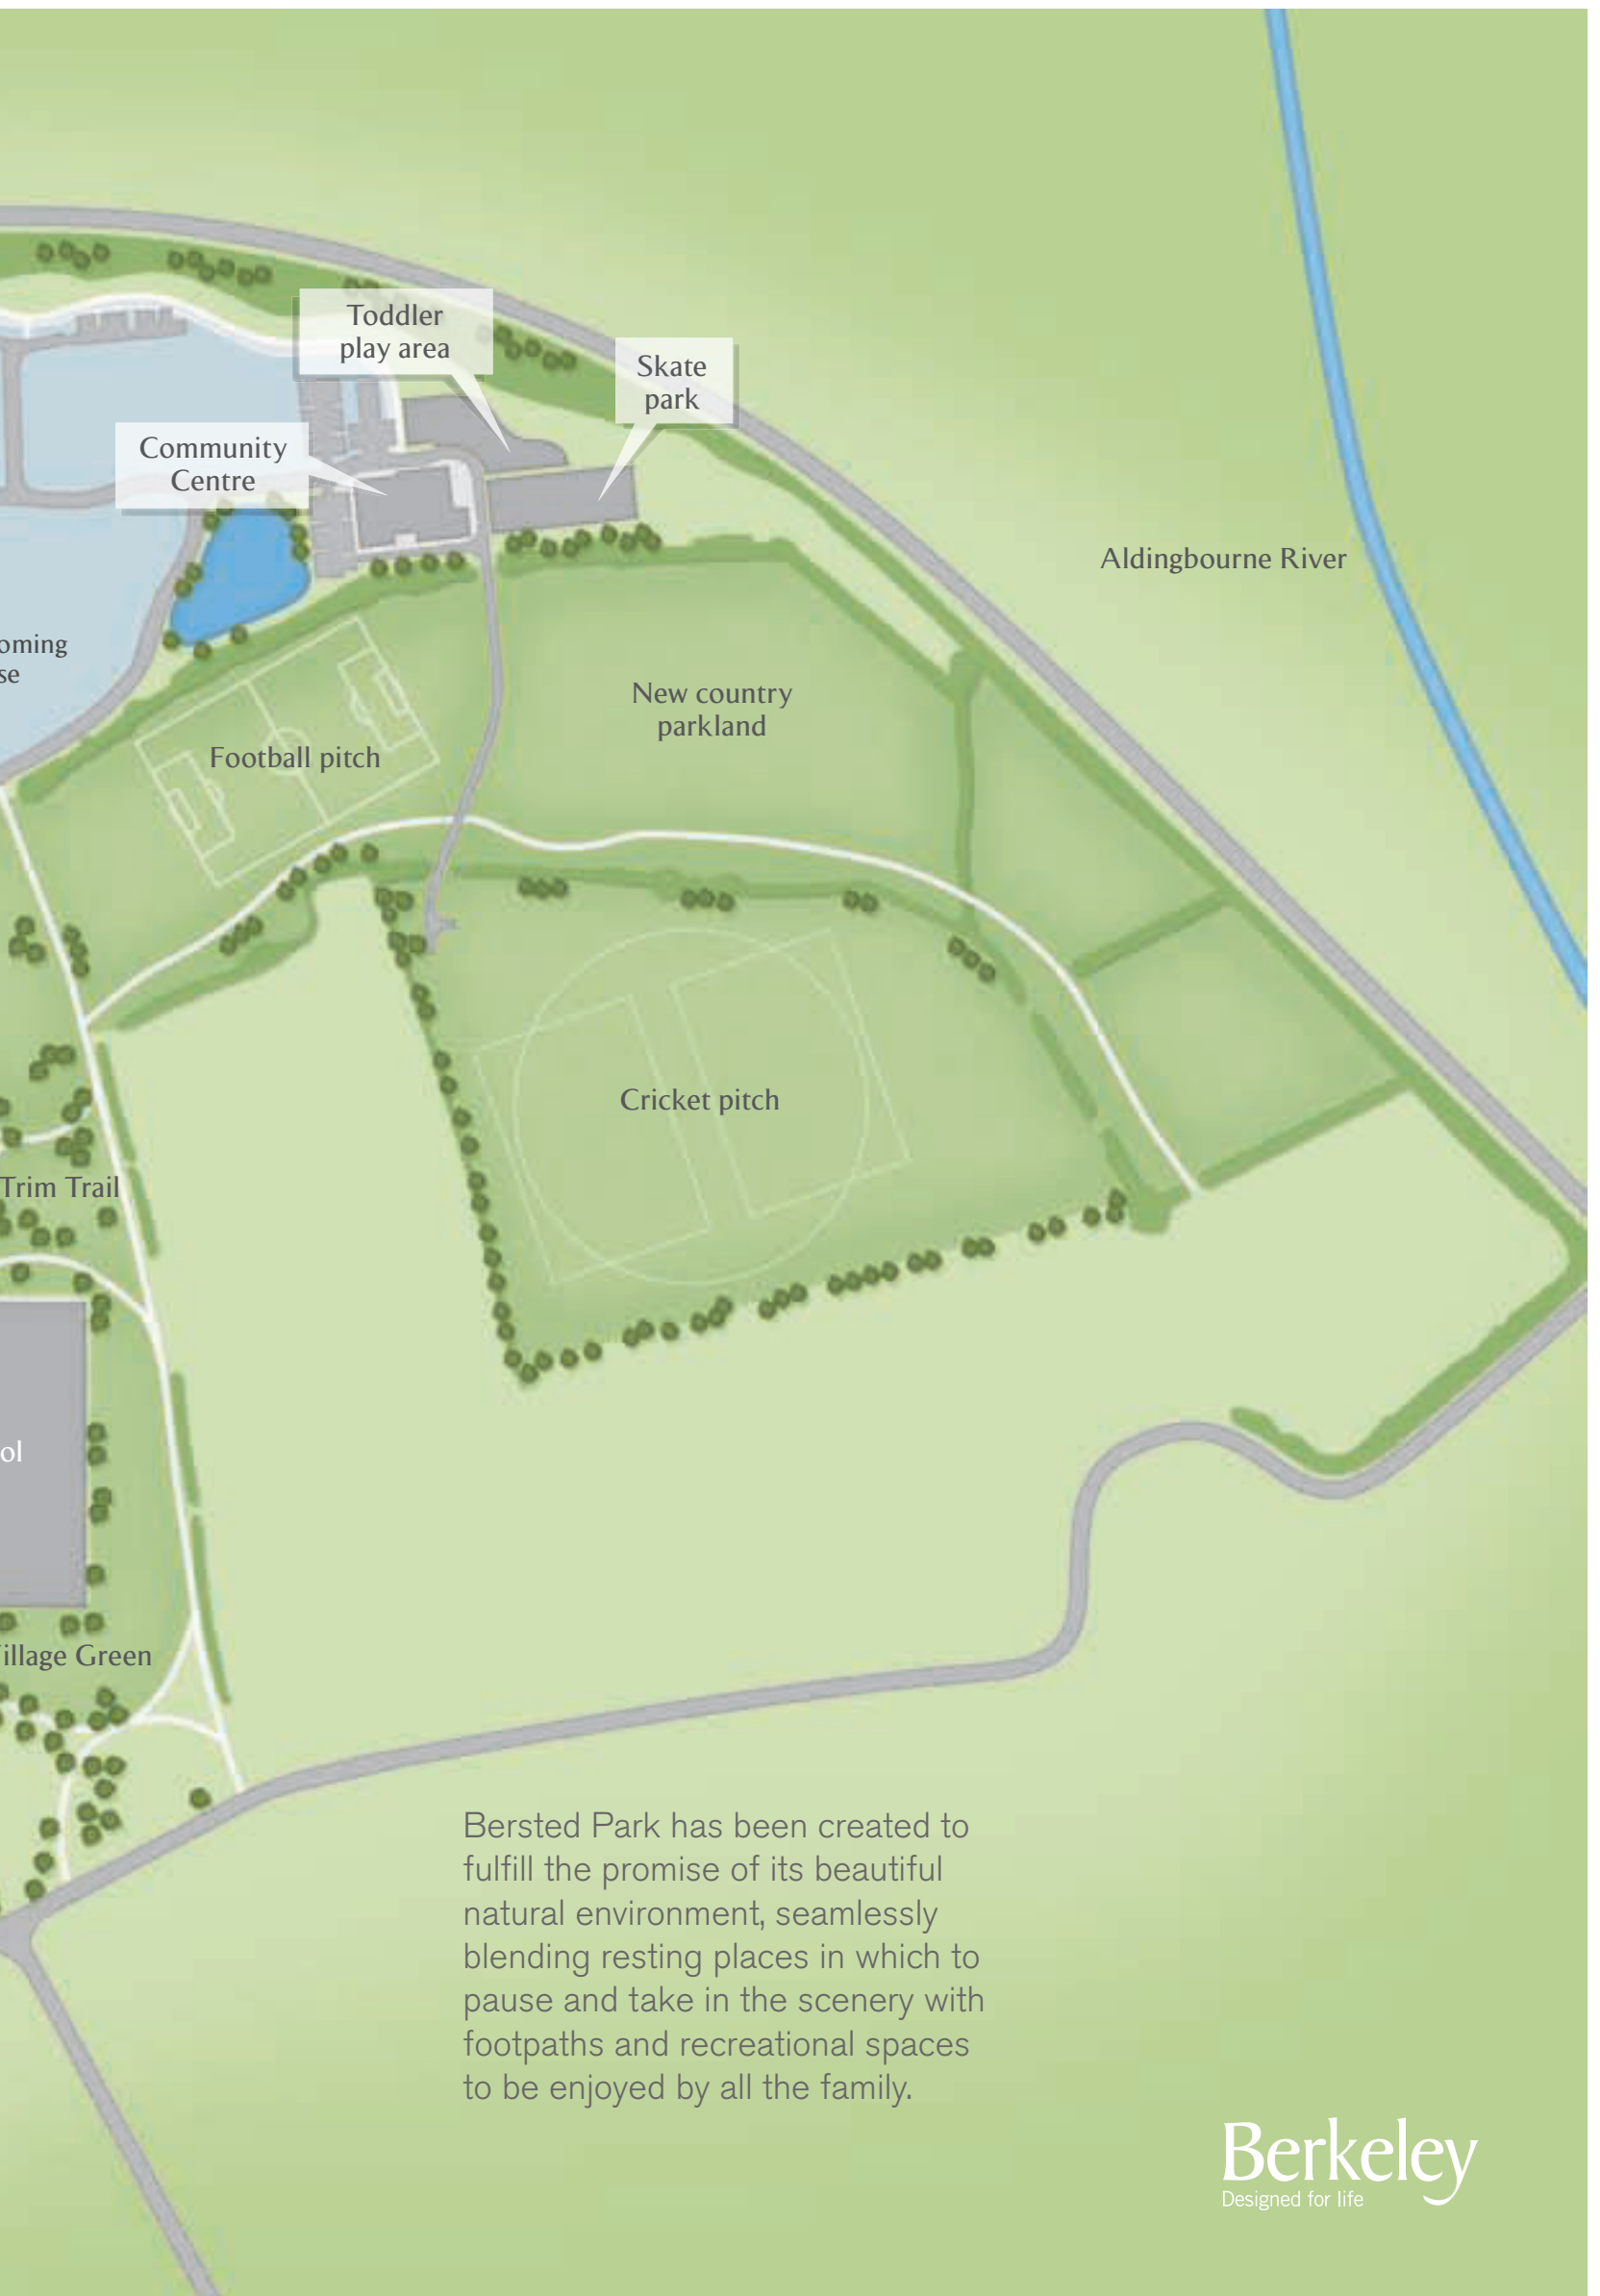 Toddler
play area
Skate
park
Community
Centre
Aldingbourne River
oming
se
New country
parkland
Football pitch
Cricket pitch
Trim Trail
ol
illage Green
Bersted Park has been created to
fulfill the promise of its beautiful
natural environment, seamlessly
blending resting places in which to
pause and take in the scenery with
footpaths and recreational spaces
to be enjoyed by all the family.
Berkeley
Designed for life